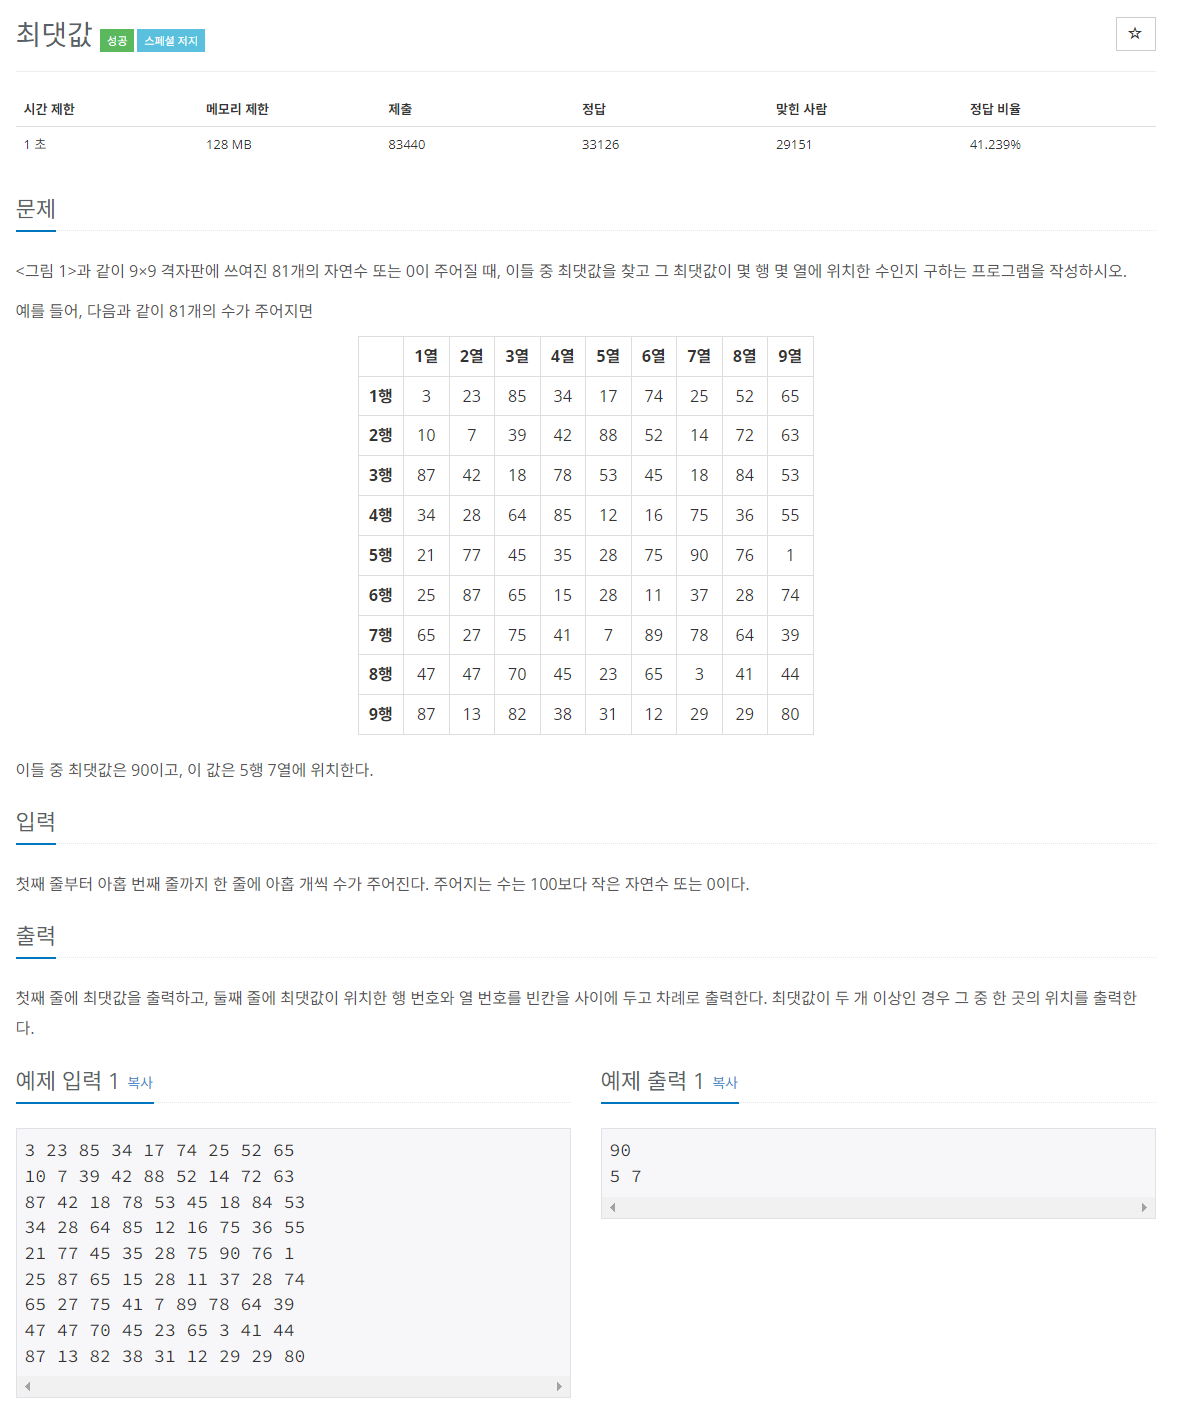 최댓값 성공 스페셜 저지
☆
시간 제한 메모리 제한 제출 정답 맞힌 사람 정답 비율
1 초 128 MB 83440 33126 29151 41.239%
문제
<그림 1>과 같이 9×9 격자판에 쓰여진 81개의 자연수 또는 0이 주어질 때, 이들 중 최댓값을 찾고 그 최댓값이 몇 행 몇 열에 위치한 수인지 구하는 프로그램을 작성하시오.
예를 들어, 다음과 같이 81개의 수가 주어지면
1열 2열 3열 4열 5열 6열 7열 8열 9열
1행 3 23 85 34 17 74 25 52 65
2행 10 7 39 42 88 52 14 72 63
3행 87 42 18 78 53 45 18 84 53
4행 34 28 64 85 12 16 75 36 55
5행 21 77 45 35 28 75 90 76 1
6행 25 87 65 15 28 11 37 28 74
7행 65 27 75 41 7 89 78 64 39
8행 47 47 70 45 23 65 3 41 44
9행 87 13 82 38 31 12 29 29 80
이들 중 최댓값은 90이고, 이 값은 5행 7열에 위치한다.
입력
첫째 줄부터 아홉 번째 줄까지 한 줄에 아홉 개씩 수가 주어진다. 주어지는 수는 100보다 작은 자연수 또는 0이다.
출력
첫째 줄에 최댓값을 출력하고, 둘째 줄에 최댓값이 위치한 행 번호와 열 번호를 빈칸을 사이에 두고 차례로 출력한다. 최댓값이 두 개 이상인 경우 그 중 한 곳의 위치를 출력한
다.
예제 입력 1 복사
3 23 85 34 17 74 25 52 65
10 7 39 42 88 52 14 72 63
87 42 18 78 53 45 18 84 53
34 28 64 85 12 16 75 36 55
21 77 45 35 28 75 90 76 1
25 87 65 15 28 11 37 28 74
65 27 75 41 7 89 78 64 39
47 47 70 45 23 65 3 41 44
87 13 82 38 31 12 29 29 80
예제 출력 1 복사
90
5 7